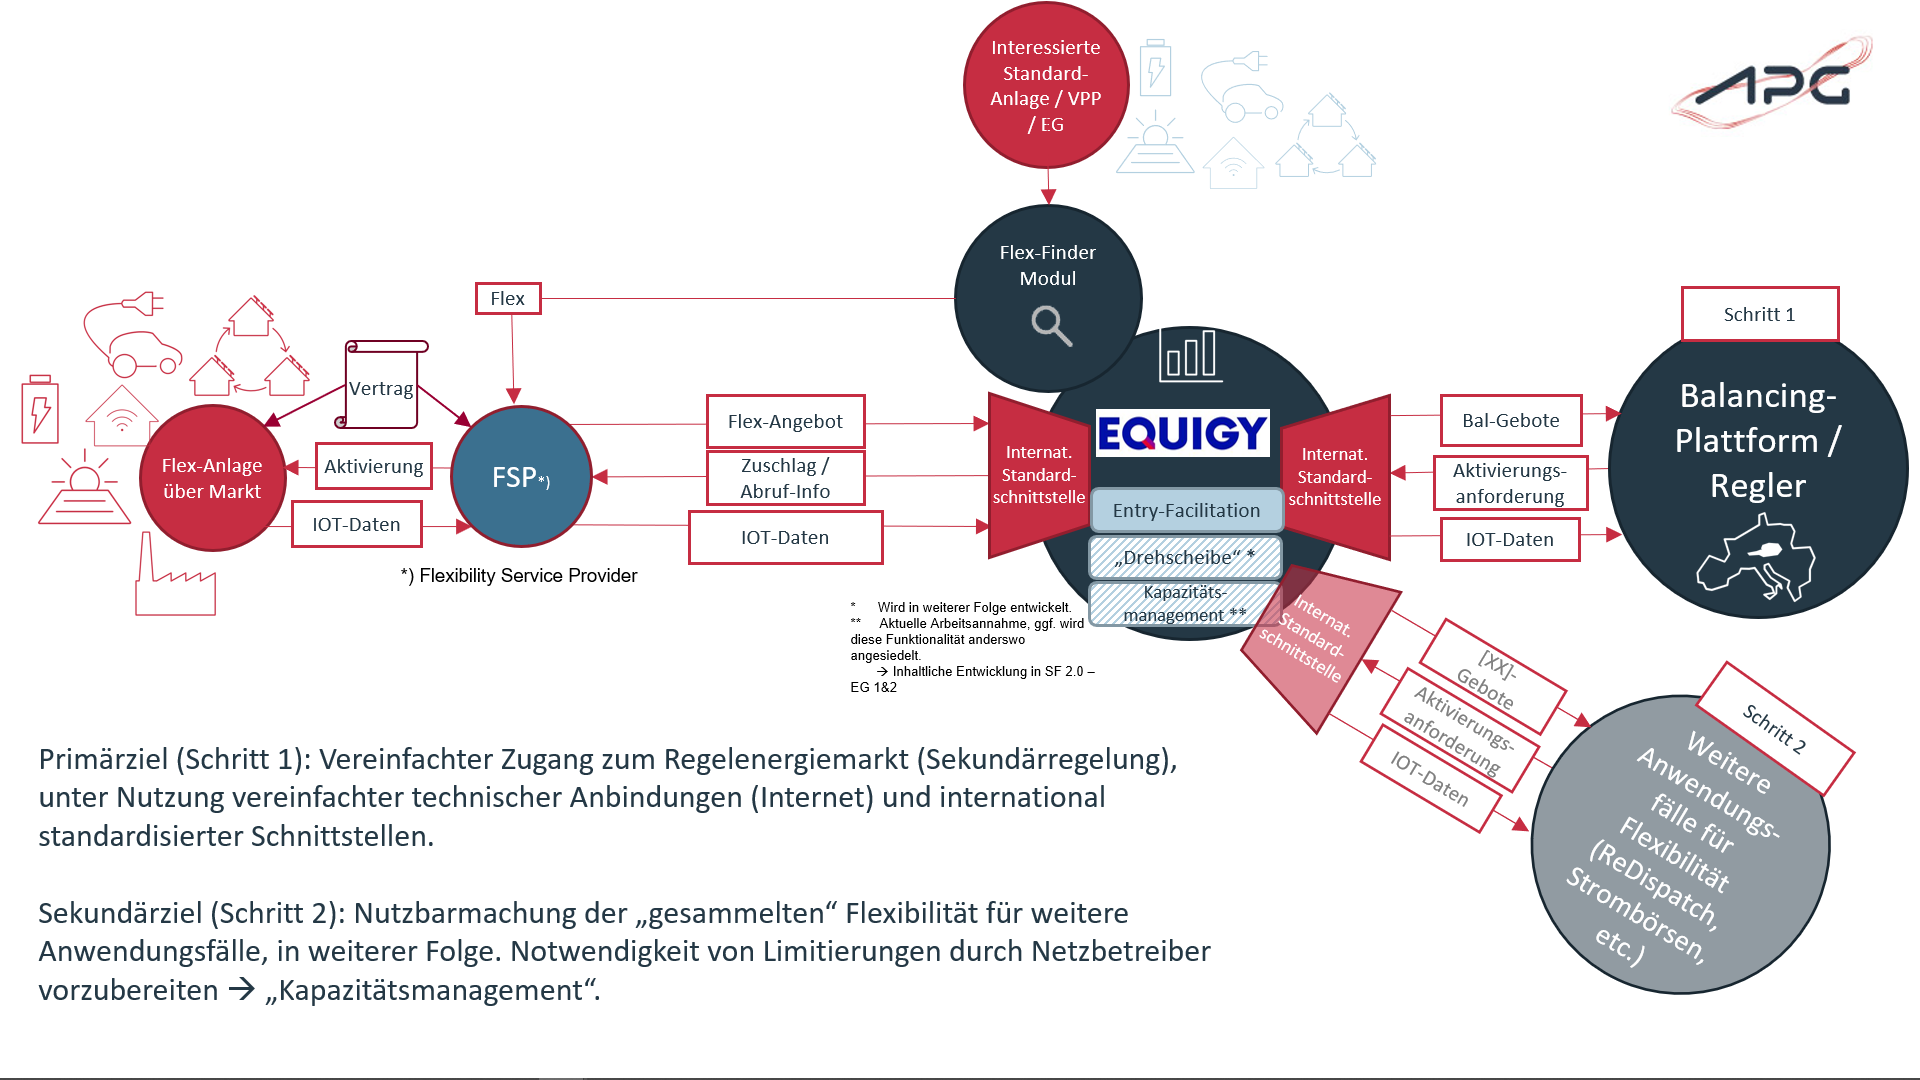 Interessierte
Standard-
Anlage / VPP
/ EG
APG
Flex-Finder
Modul
Flex
Schritt 1
Vertrag
Flex-Anlage
über Markt
Aktivierung
IOT-Daten
FSP*)
*) Flexibility Service Provider
Flex-Angebot
Zuschlag /
Abruf-Info
IOT-Daten
Internat.
Standard-
schnittstelle
EQUIGY
Entry-Facilitation
„Drehscheibe“ *
Kapazitäts-
management **
Internat.
Standard-
schnittstelle
Bal-Gebote
Aktivierungs-
anforderung
IOT-Daten
Balancing-
Plattform /
Regler
* Wird in weiterer Folge entwickelt.
** Aktuelle Arbeitsannahme, ggf. wird
diese Funktionalität anderswo
angesiedelt.
→ Inhaltliche Entwicklung in SF 2.0 –
EG 1&2
Internat.
Standard-
schnittstelle
[XX]-
Gebote
Aktivierungs-
anforderung
IOT-Daten
Schritt 2
Weitere
Anwendungs-
fälle für
Flexibilität
(ReDispatch,
Strombörsen,
etc.)
Primärziel (Schritt 1): Vereinfachter Zugang zum Regelenergiemarkt (Sekundärregelung),
unter Nutzung vereinfachter technischer Anbindungen (Internet) und international
standardisierter Schnittstellen.
Sekundärziel (Schritt 2): Nutzbarmachung der „gesammelten“ Flexibilität für weitere
Anwendungsfälle, in weiterer Folge. Notwendigkeit von Limitierungen durch Netzbetreiber
vorzubereiten → „Kapazitätsmanagement“.